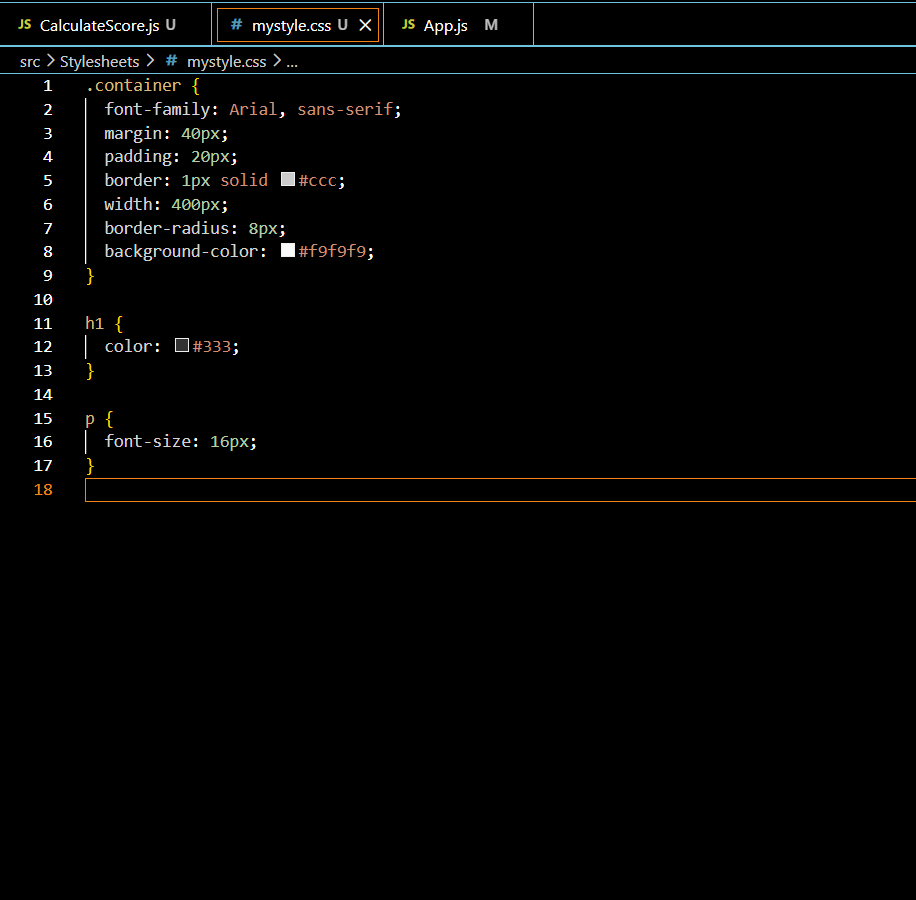 JS CalculateScore.js U # mystyle.css U JS App.js M
src > Stylesheets > # mystyle.css > ...
1 .container {
2 font-family: Arial, sans-serif;
3 margin: 40px;
4 padding: 20px;
5 border: 1px solid #ccc;
6 width: 400px;
7 border-radius: 8px;
8 background-color: #f9f9f9;
9 }
10
11 h1 {
12 color: #333;
13 }
14
15 p {
16 font-size: 16px;
17 }
18